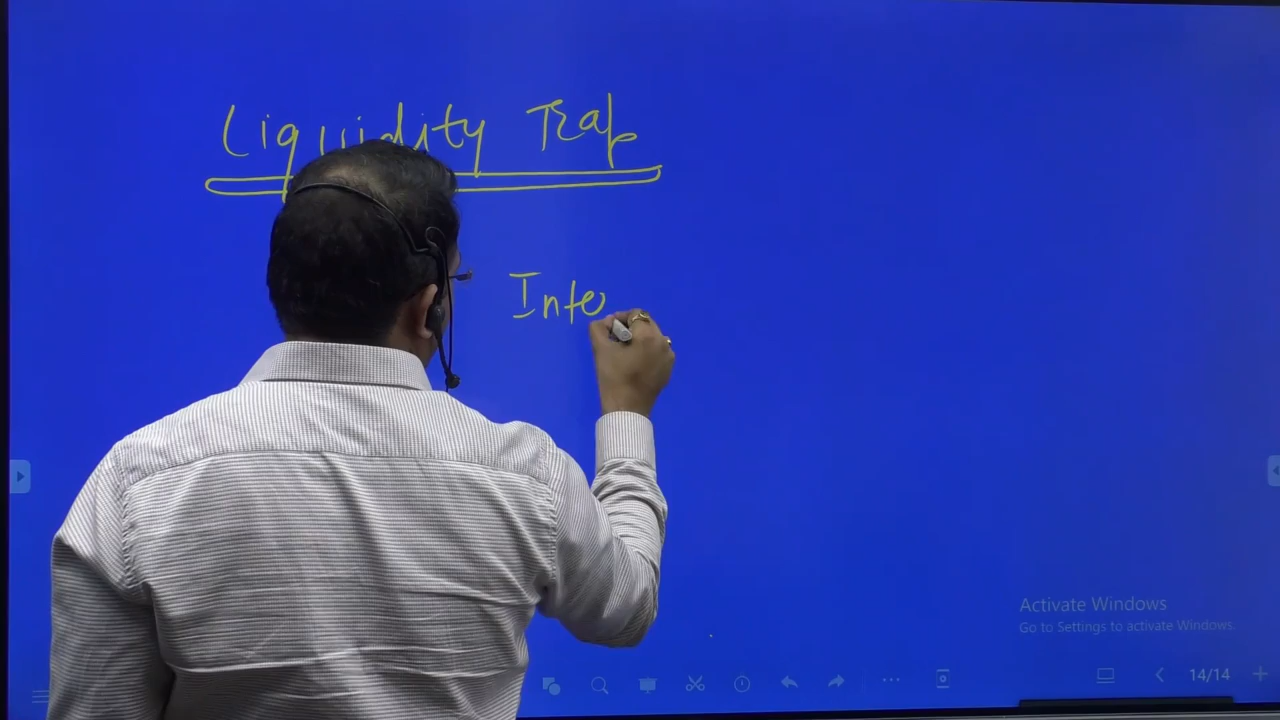 Liquidity Trap
Inte
Activate Windows
Go to Settings to activate Windows.
14/14